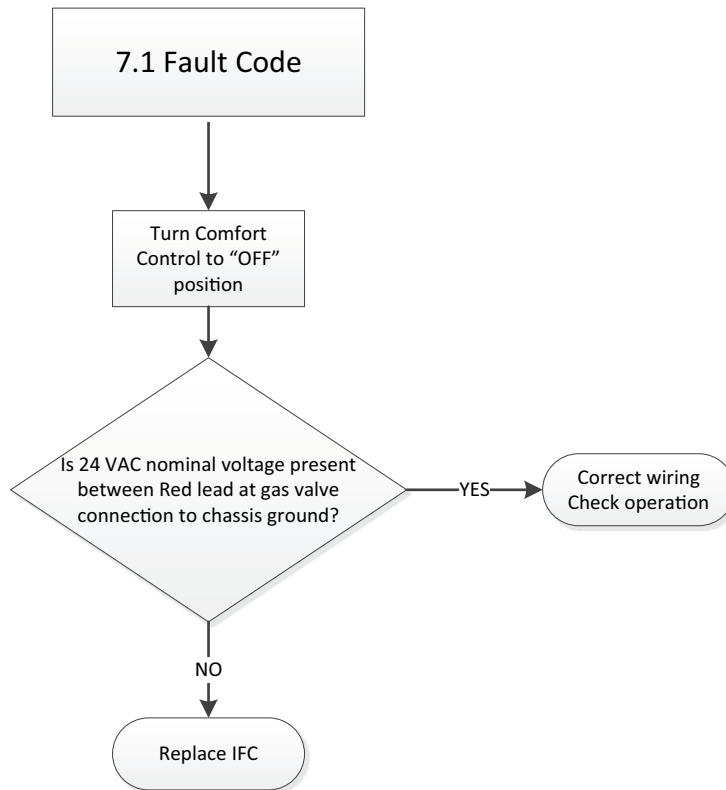 7.1 Fault Code
Turn Comfort
Control to “OFF”
position
Is 24 VAC nominal voltage present
between Red lead at gas valve
connection to chassis ground?
YES
Correct wiring
Check operation
NO
Replace IFC